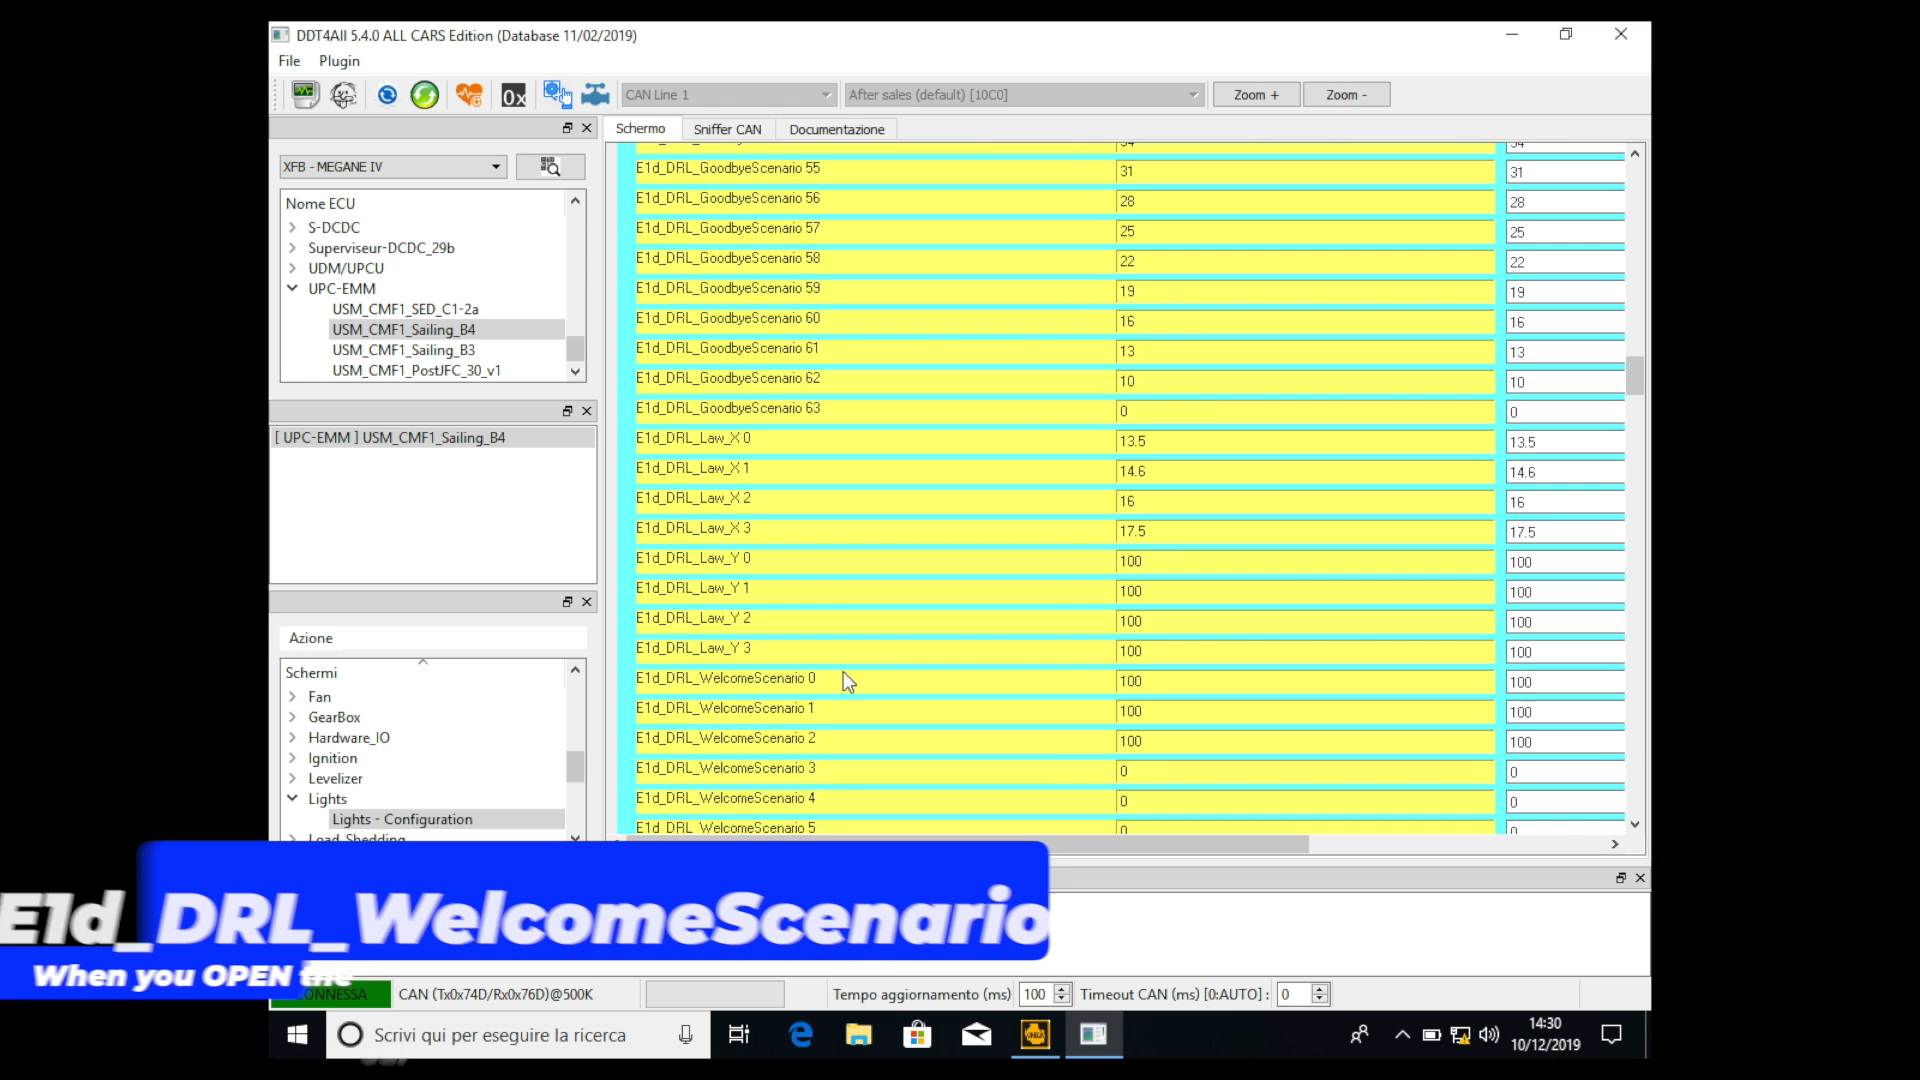 DDT4All 5.4.0 ALL CARS Edition (Database 11/02/2019)
File Plugin
0x
CAN Line 1
After sales (default) [10C0]
Zoom +
Zoom -
Schermo
Sniffer CAN
Documentazione
XFB - MEGANE IV
Nome ECU
S-DCDC
Superviseur-DCDC_29b
UDM/UPCU
UPC-EMM
USM_CMF1_SED_C1-2a
USM_CMF1_Sailing_B4
USM_CMF1_Sailing_B3
USM_CMF1_PostJFC_30_v1
[ UPC-EMM ] USM_CMF1_Sailing_B4
Azione
Schermi
Fan
GearBox
Hardware_IO
Ignition
Levelizer
Lights
Lights - Configuration
Load_Shedding
E1d_DRL_GoodbyeScenario 55 31 31
E1d_DRL_GoodbyeScenario 56 28 28
E1d_DRL_GoodbyeScenario 57 25 25
E1d_DRL_GoodbyeScenario 58 22 22
E1d_DRL_GoodbyeScenario 59 19 19
E1d_DRL_GoodbyeScenario 60 16 16
E1d_DRL_GoodbyeScenario 61 13 13
E1d_DRL_GoodbyeScenario 62 10 10
E1d_DRL_GoodbyeScenario 63 0 0
E1d_DRL_Law_X 0 13.5 13.5
E1d_DRL_Law_X 1 14.6 14.6
E1d_DRL_Law_X 2 16 16
E1d_DRL_Law_X 3 17.5 17.5
E1d_DRL_Law_Y 0 100 100
E1d_DRL_Law_Y 1 100 100
E1d_DRL_Law_Y 2 100 100
E1d_DRL_Law_Y 3 100 100
E1d_DRL_WelcomeScenario 0 100 100
E1d_DRL_WelcomeScenario 1 100 100
E1d_DRL_WelcomeScenario 2 100 100
E1d_DRL_WelcomeScenario 3 0 0
E1d_DRL_WelcomeScenario 4 0 0
E1d_DRL_WelcomeScenario 5 0 0
E1d_DRL_WelcomeScenario
When you OPEN the
CONNESSA
CAN (Tx0x74D/Rx0x76D)@500K
Tempo aggiornamento (ms) 100
Timeout CAN (ms) [0:AUTO] : 0
Scrivi qui per eseguire la ricerca
14:30
10/12/2019